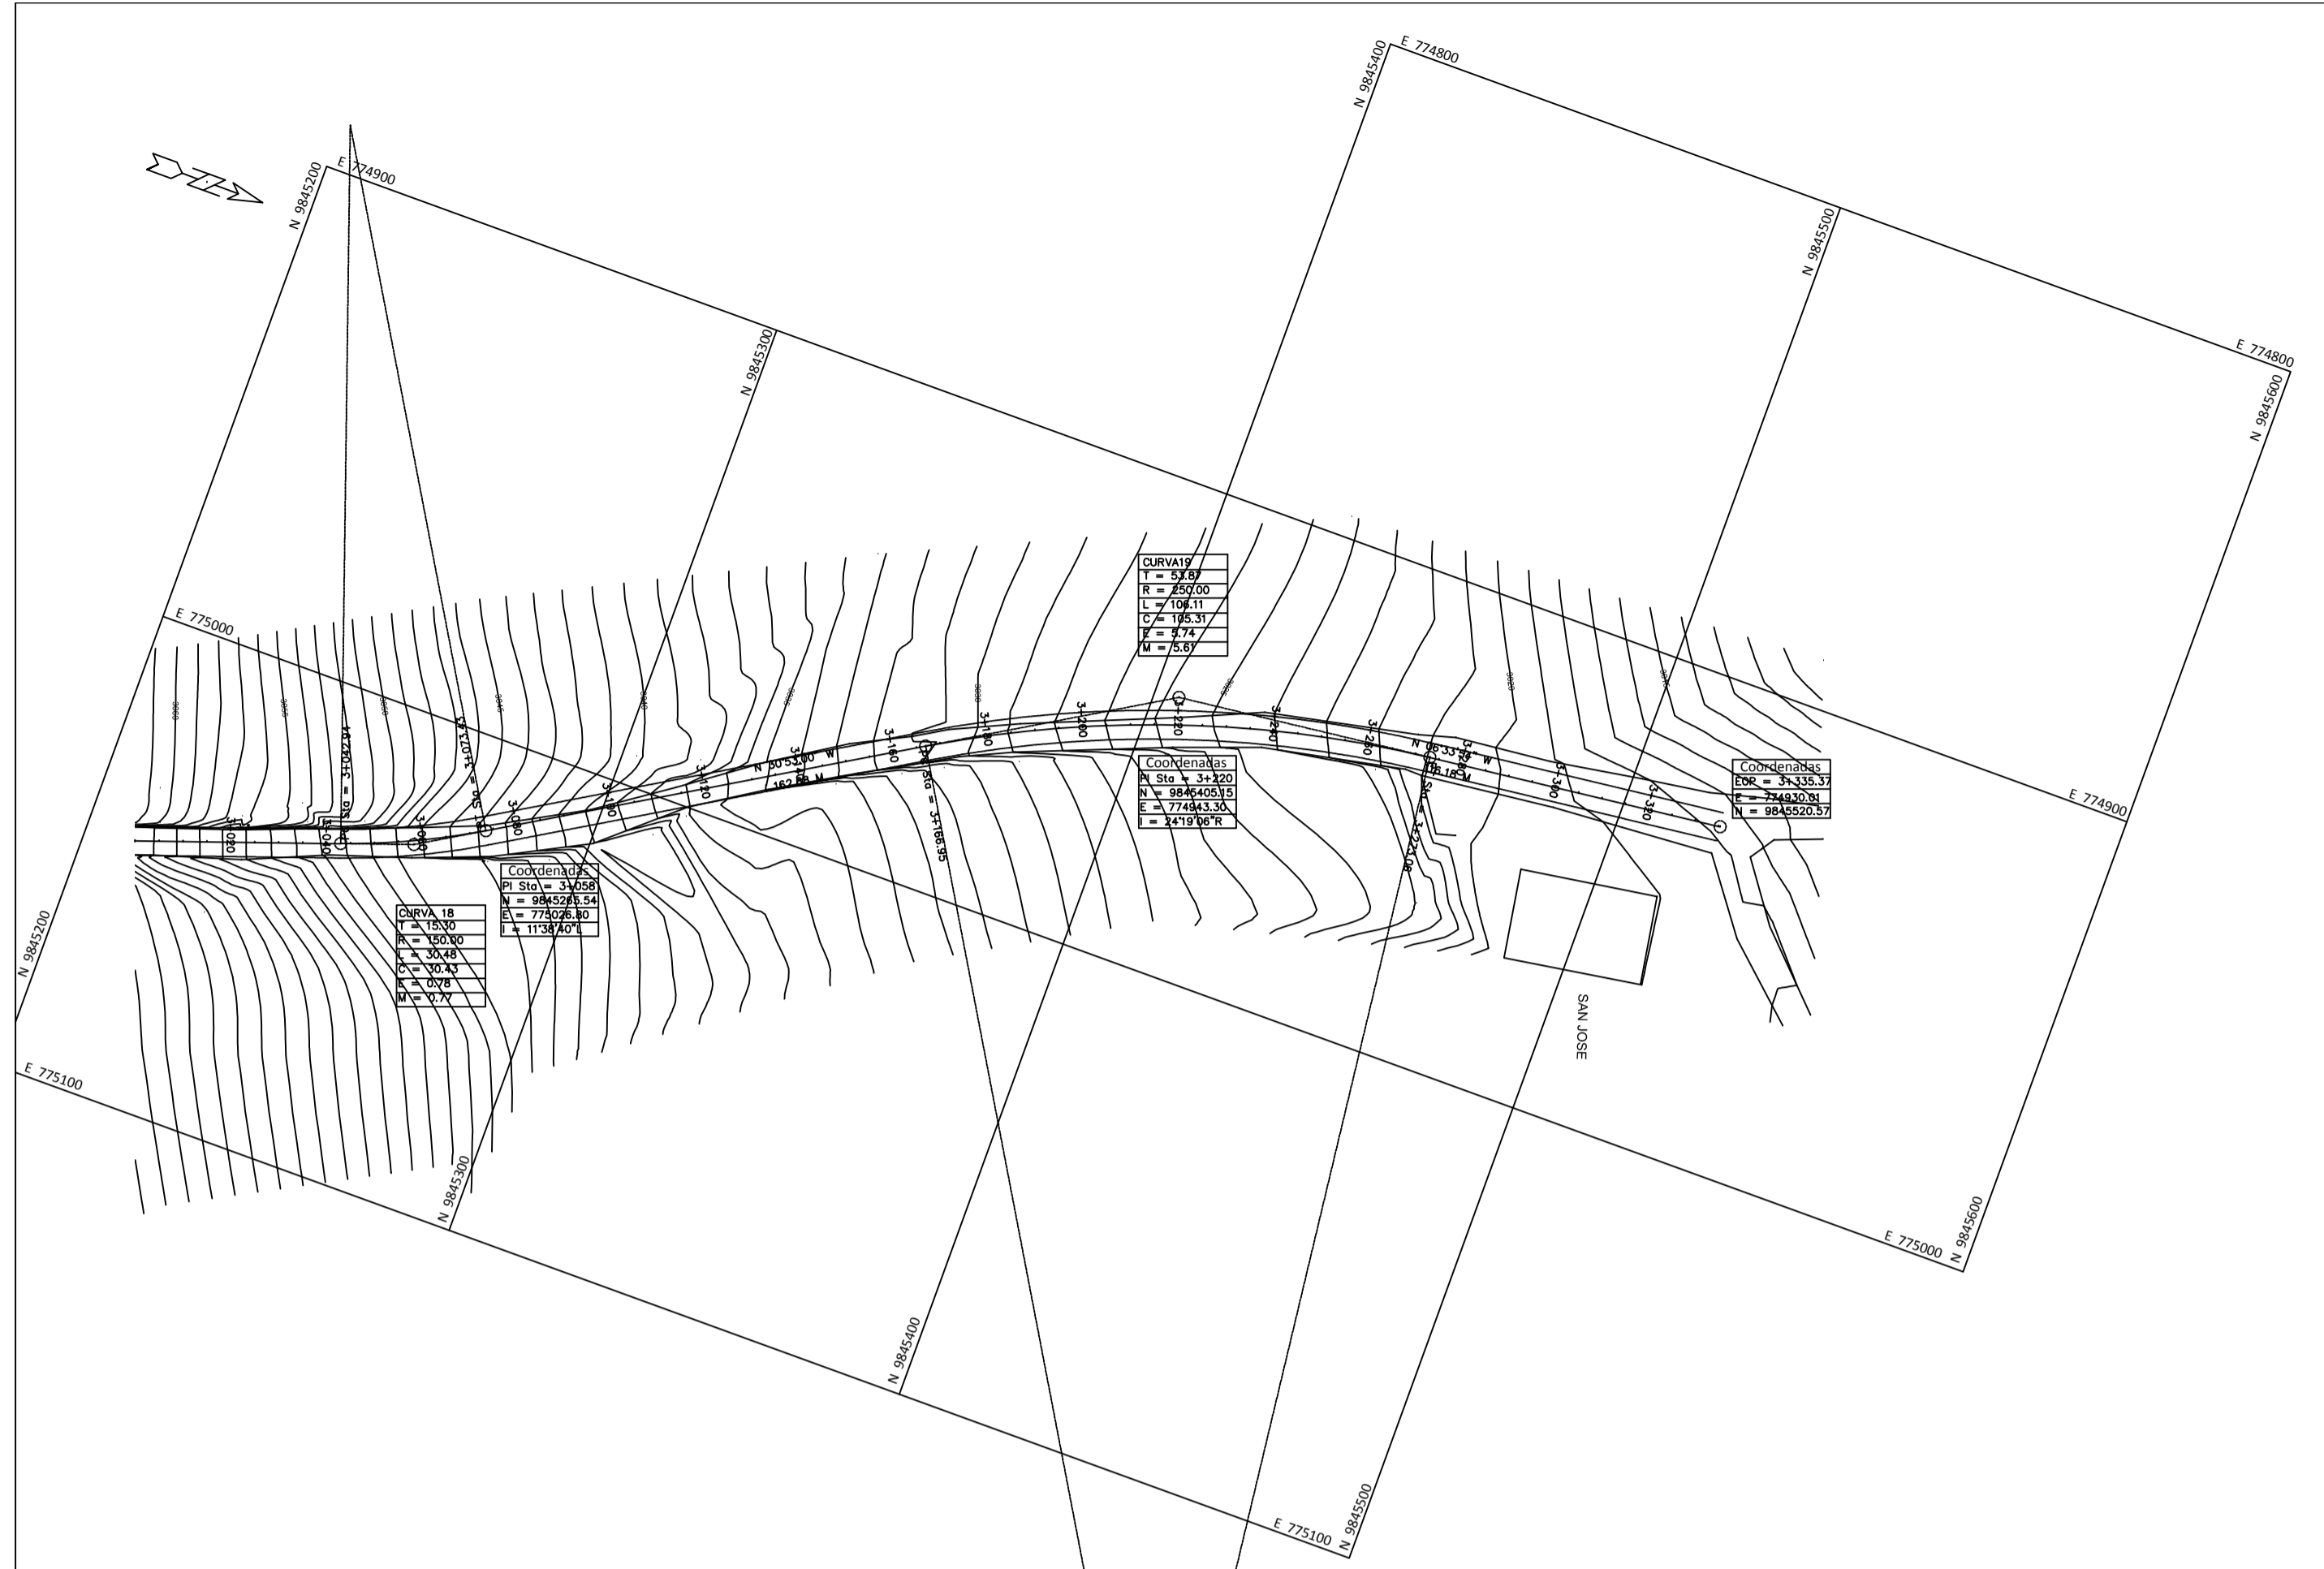 E 774800
N 9845400
E 774900
N 9845200
N 9845500
N 9845300
E 774800
N 9845600
E 775000
CURVA19
T = 53.87
R = 250.00
L = 106.11
C = 105.31
E = 5.74
M = 5.61
3+020
3+040
PC Sta = 3+042.94
3+060
3+080
3+100
3+120
N 30°53'00" W
3+160
PC Sta = 3+166.95
3+180
3+200
3+220
3+240
3+260
3+300
3+320
Coordenadas
PI Sta = 3+220
N = 9845405.15
E = 774943.30
I = 24°19'06"R
Coordenadas
EOP = 3+335.37
E = 774930.01
N = 9845520.57
E 774900
Coordenadas
PI Sta = 3+058
N = 9845265.54
E = 775026.80
I = 11°38'40"L
CURVA 18
T = 15.30
R = 150.00
L = 30.48
C = 30.43
E = 0.78
M = 0.77
N 9845200
SAN JOSE
E 775100
N 9845300
E 775000
N 9845600
N 9845400
E 775100
N 9845500